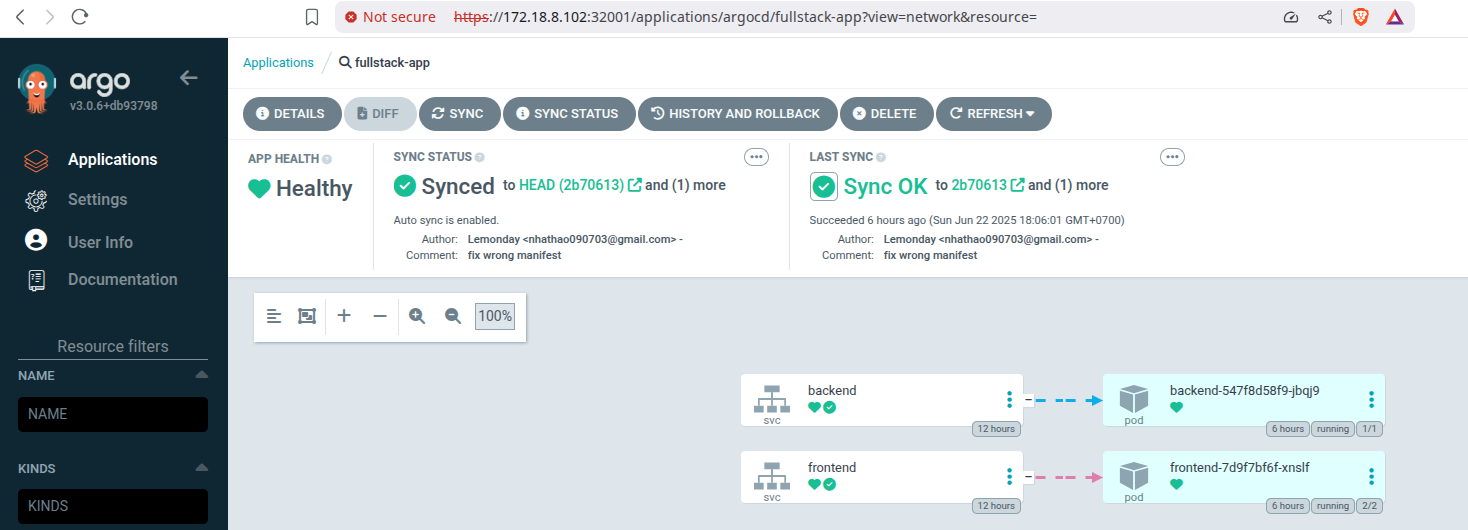 Not secure https://172.18.8.102:32001/applications/argocd/fullstack-app?view=network&resource=
argo
v3.0.6+db93798
Applications
Settings
User Info
Documentation
Resource filters
NAME
NAME
KINDS
KINDS
Applications / fullstack-app
DETAILS DIFF SYNC SYNC STATUS HISTORY AND ROLLBACK DELETE REFRESH
APP HEALTH
Healthy
SYNC STATUS
Synced to HEAD (2b70613) and (1) more
Auto sync is enabled.
Author: Lemonday <nhathao090703@gmail.com> -
Comment: fix wrong manifest
LAST SYNC
Sync OK to 2b70613 and (1) more
Succeeded 6 hours ago (Sun Jun 22 2025 18:06:01 GMT+0700)
Author: Lemonday <nhathao090703@gmail.com> -
Comment: fix wrong manifest
100%
backend
svc
12 hours
backend-547f8d58f9-jbqj9
pod
6 hours running 1/1
frontend
svc
12 hours
frontend-7d9f7bf6f-xnslf
pod
6 hours running 2/2